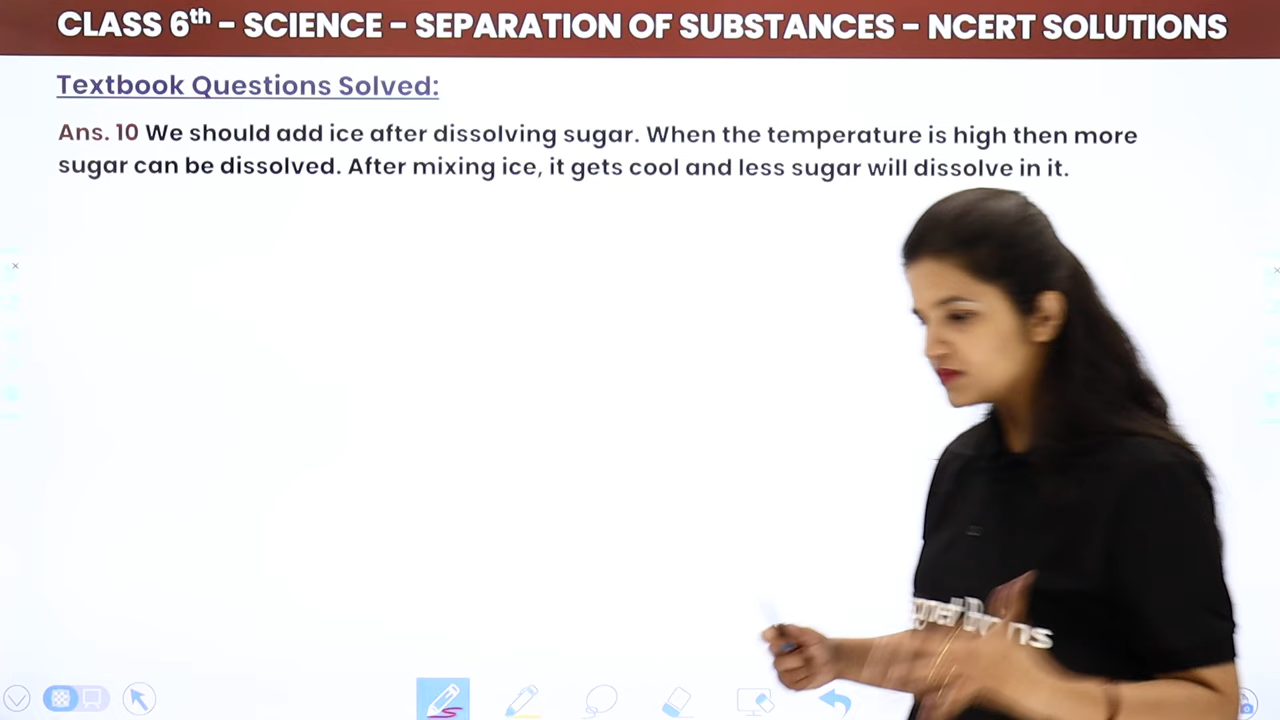 CLASS 6th - SCIENCE - SEPARATION OF SUBSTANCES - NCERT SOLUTIONS
Textbook Questions Solved:
Ans. 10 We should add ice after dissolving sugar. When the temperature is high then more
sugar can be dissolved. After mixing ice, it gets cool and less sugar will dissolve in it.